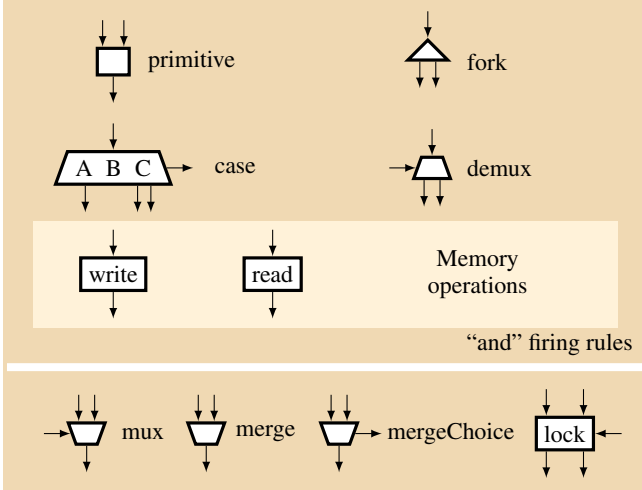 primitive
fork
A B C
case
demux
write
read
Memory
operations
“and” firing rules
mux
merge
mergeChoice
lock